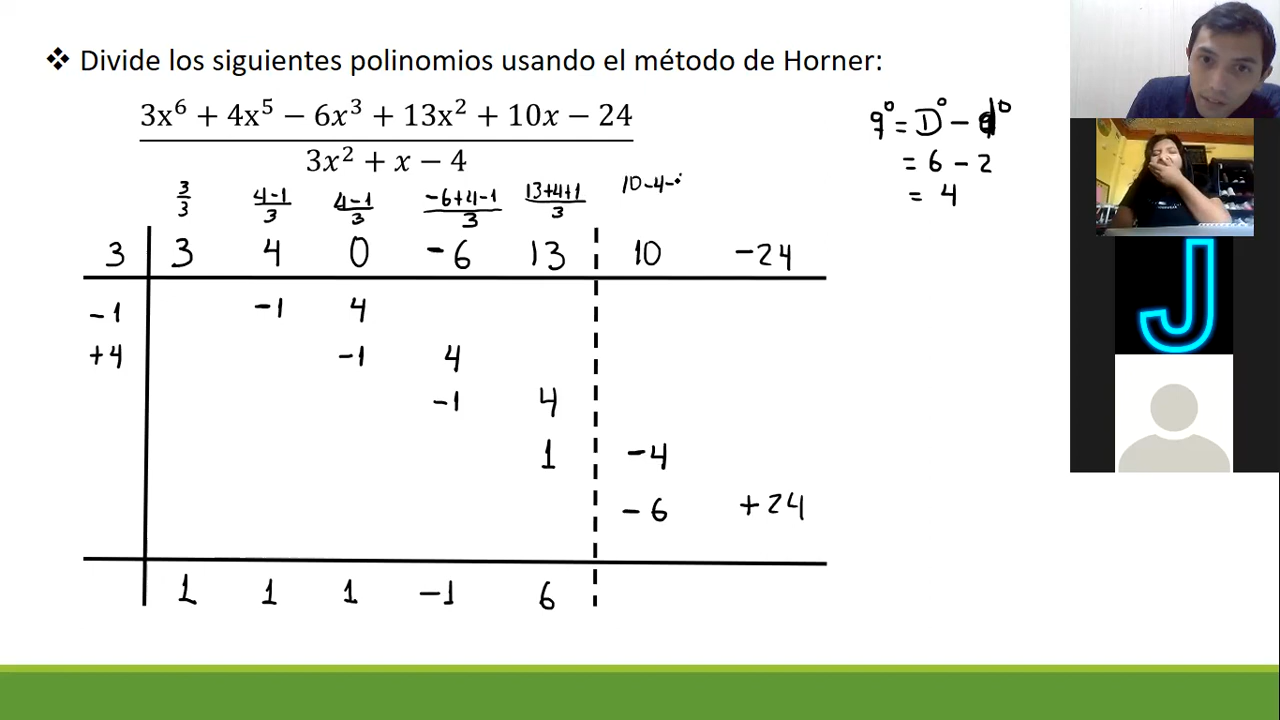 ❖ Divide los siguientes polinomios usando el método de Horner:
3x⁶ + 4x⁵ − 6x³ + 13x² + 10x − 24
3x² + x − 4
q° = D° − d°
= 6 − 2
= 4
3/3 4-1/3 4-1/3 -6+4-1/3 13+4+1/3 10-4-
3 3 4 0 -6 13 10 -24
-1 -1 4
+4 -1 4
-1 4
1 -4
-6 +24
1 1 1 -1 6
J